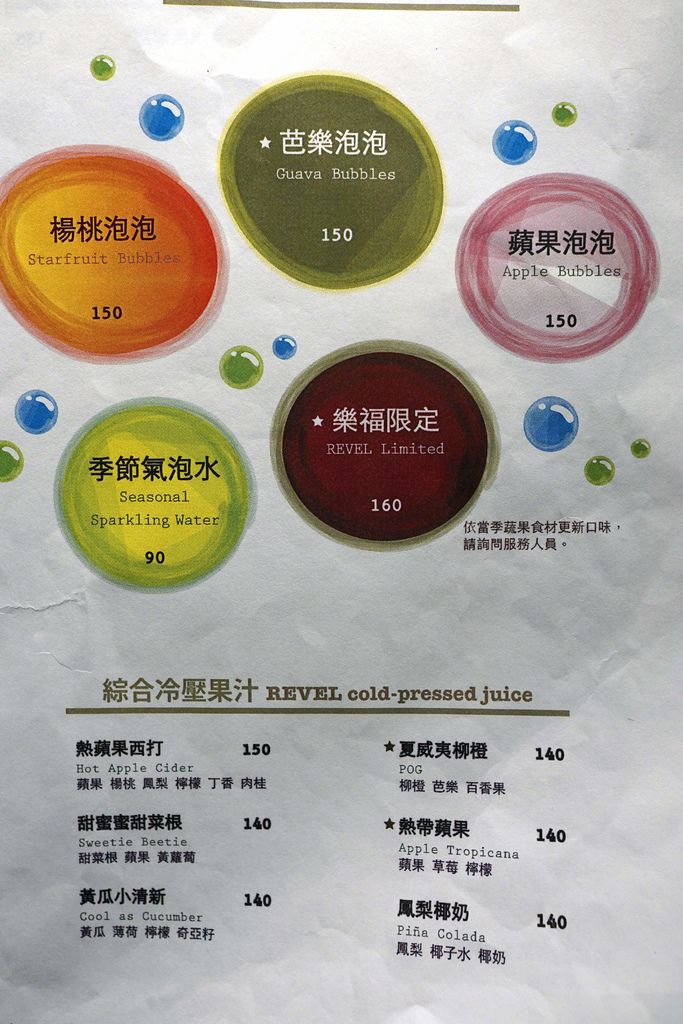 ★ 芭樂泡泡
Guava Bubbles
150
楊桃泡泡
Starfruit Bubbles
150
蘋果泡泡
Apple Bubbles
150
★ 樂福限定
REVEL Limited
160
季節氣泡水
Seasonal
Sparkling Water
90
依當季蔬果食材更新口味，
請詢問服務人員。
綜合冷壓果汁 REVEL cold-pressed juice
熱蘋果西打 150
Hot Apple Cider
蘋果 楊桃 鳳梨 檸檬 丁香 肉桂
甜蜜蜜甜菜根 140
Sweetie Beetie
甜菜根 蘋果 黃蘿蔔
黃瓜小清新 140
Cool as Cucumber
黃瓜 薄荷 檸檬 奇亞籽
★夏威夷柳橙 140
POG
柳橙 芭樂 百香果
★熱帶蘋果 140
Apple Tropicana
蘋果 草莓 檸檬
鳳梨椰奶 140
Piña Colada
鳳梨 椰子水 椰奶